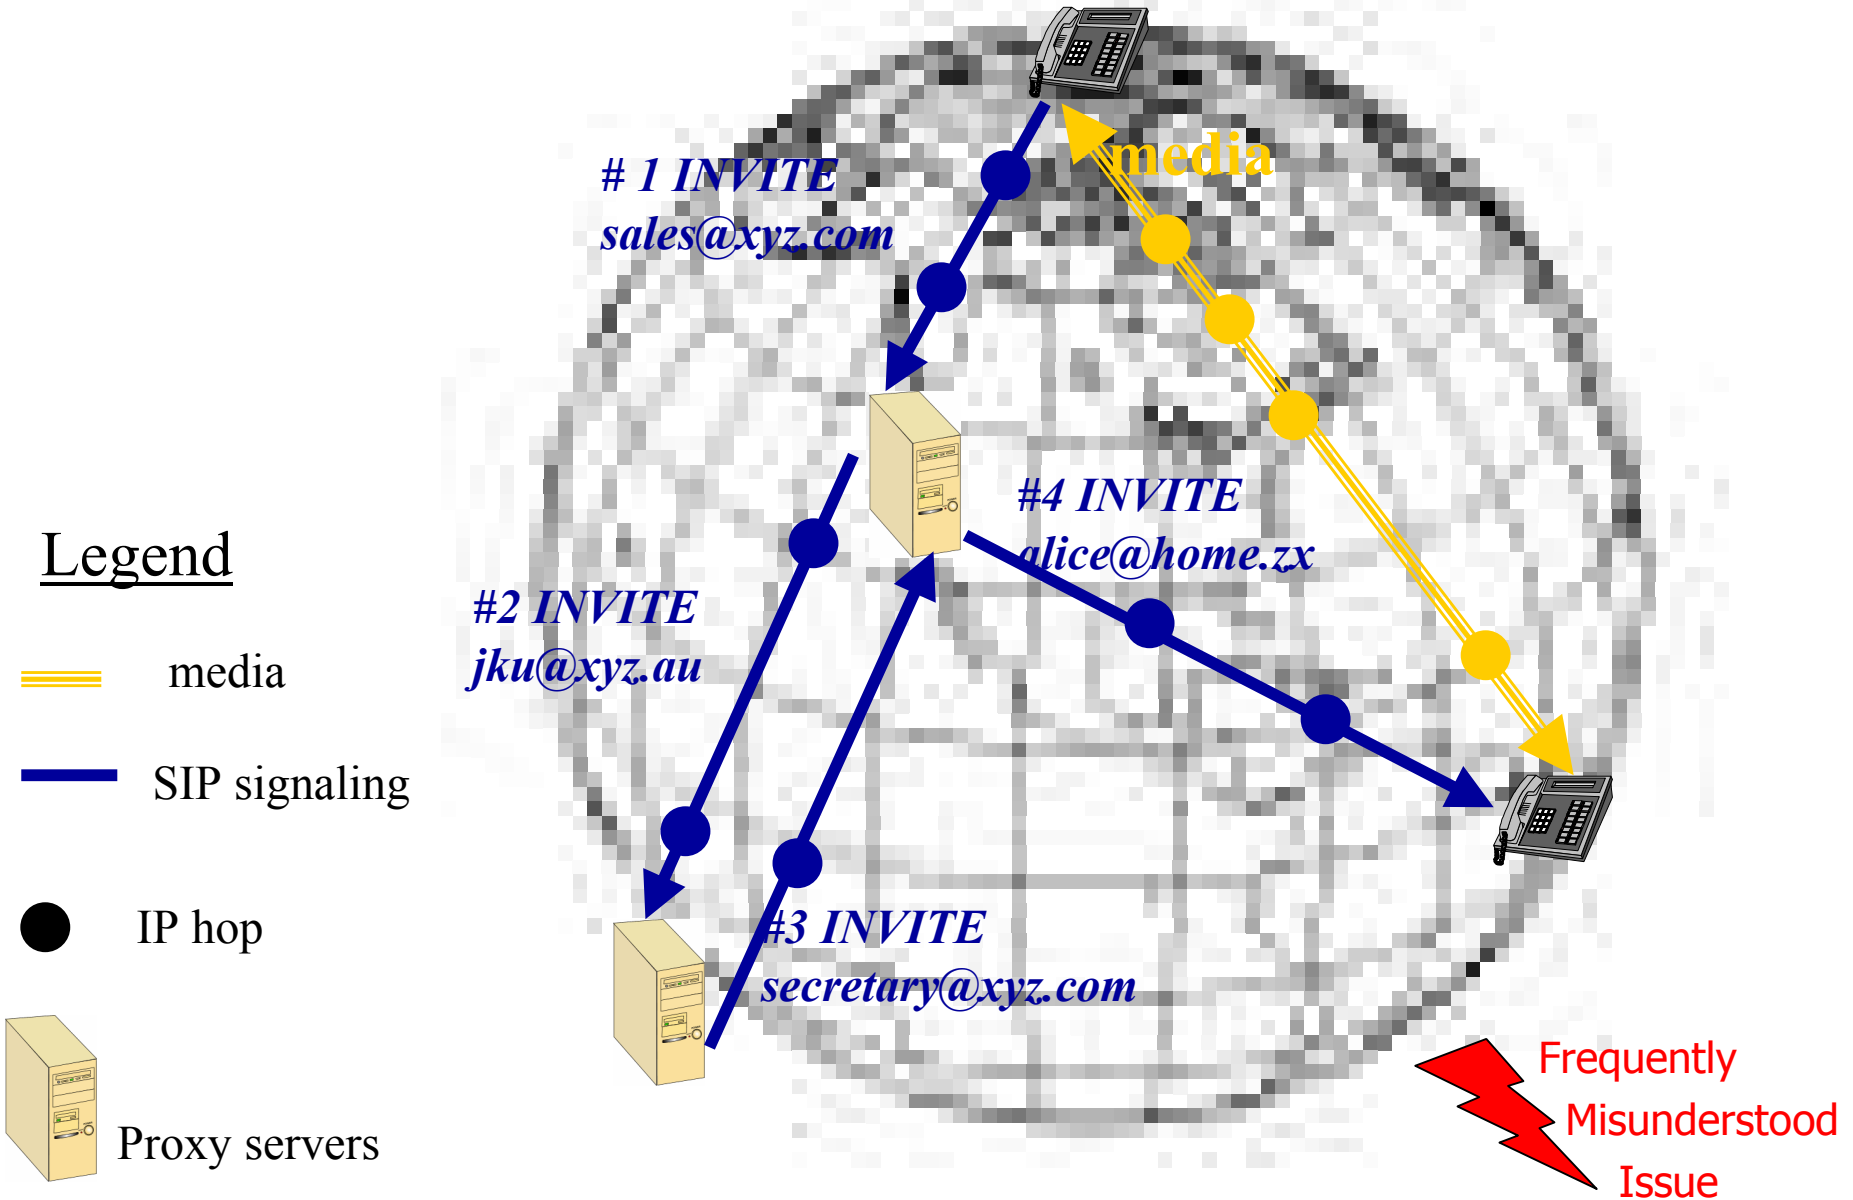 media
# 1 INVITE
sales@xyz.com
#4 INVITE
alice@home.zx
#2 INVITE
jku@xyz.au
#3 INVITE
secretary@xyz.com
Legend
media
SIP signaling
IP hop
Proxy servers
Frequently
Misunderstood
Issue